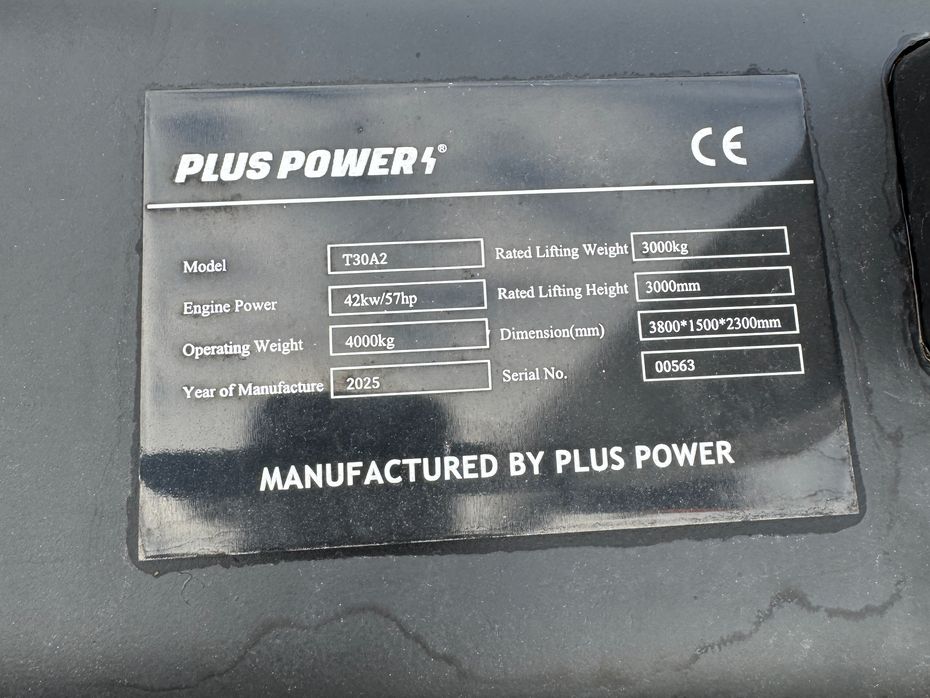 PLUS POWER®
CE
Model T30A2 Rated Lifting Weight 3000kg
Engine Power 42kw/57hp Rated Lifting Height 3000mm
Operating Weight 4000kg Dimension(mm) 3800*1500*2300mm
Year of Manufacture 2025 Serial No. 00563
MANUFACTURED BY PLUS POWER